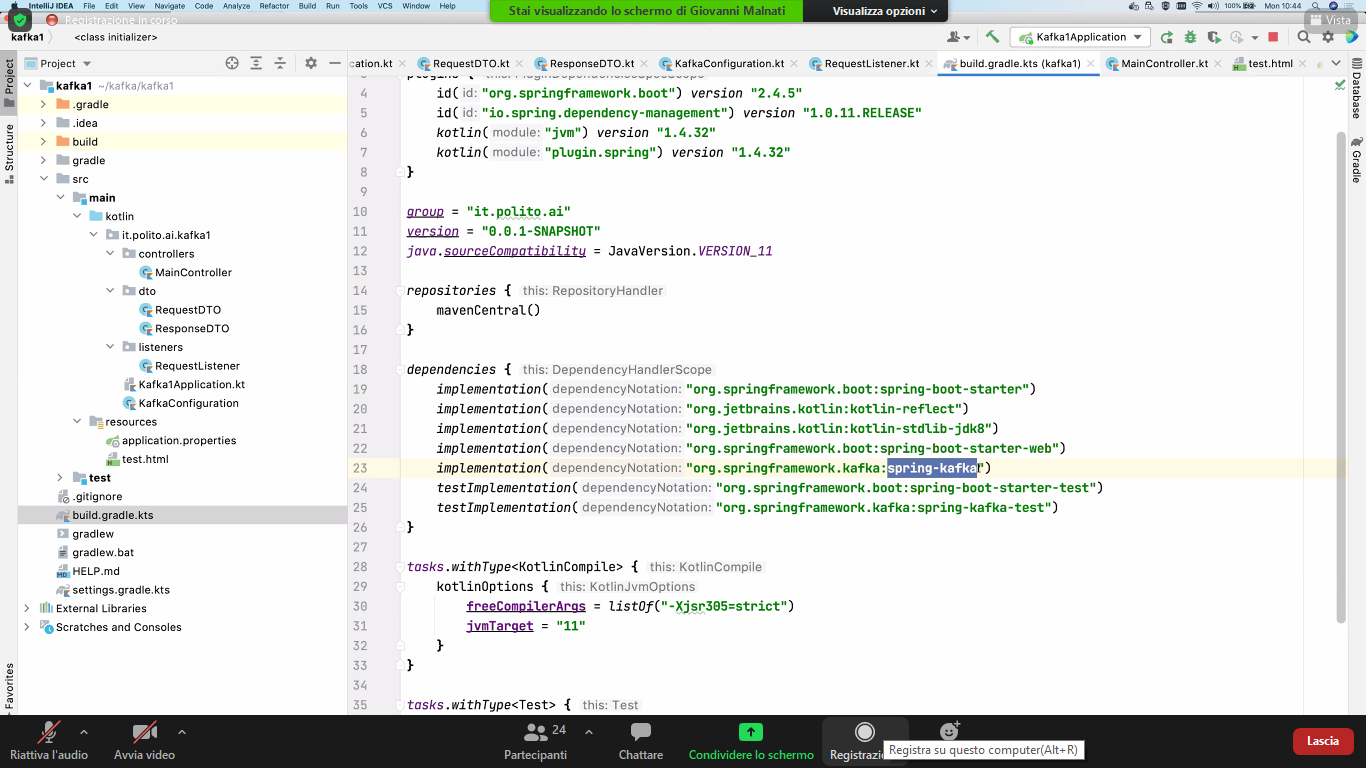 IntelliJ IDEA File Edit View Navigate Code Analyze Refactor Build Run Tools VCS Window Help
100% Mon 10:44
Registrazione in corso
Stai visualizzando lo schermo di Giovanni Malnati
Visualizza opzioni
Vista
kafka1 <class initializer>
Kafka1Application
Project
cation.kt RequestDTO.kt ResponseDTO.kt KafkaConfiguration.kt RequestListener.kt build.gradle.kts (kafka1) MainController.kt test.html
Project
Structure
Favorites
kafka1 ~/kafka/kafka1
.gradle
.idea
build
gradle
src
main
kotlin
it.polito.ai.kafka1
controllers
MainController
dto
RequestDTO
ResponseDTO
listeners
RequestListener
Kafka1Application.kt
KafkaConfiguration
resources
application.properties
test.html
test
.gitignore
build.gradle.kts
gradlew
gradlew.bat
HELP.md
settings.gradle.kts
External Libraries
Scratches and Consoles
3 plugins { this: PluginDependenciesSpecScope
4 id( id: "org.springframework.boot") version "2.4.5"
5 id( id: "io.spring.dependency-management") version "1.0.11.RELEASE"
6 kotlin( module: "jvm") version "1.4.32"
7 kotlin( module: "plugin.spring") version "1.4.32"
8 }
9
10 group = "it.polito.ai"
11 version = "0.0.1-SNAPSHOT"
12 java.sourceCompatibility = JavaVersion.VERSION_11
13
14 repositories { this: RepositoryHandler
15 mavenCentral()
16 }
17
18 dependencies { this: DependencyHandlerScope
19 implementation( dependencyNotation: "org.springframework.boot:spring-boot-starter")
20 implementation( dependencyNotation: "org.jetbrains.kotlin:kotlin-reflect")
21 implementation( dependencyNotation: "org.jetbrains.kotlin:kotlin-stdlib-jdk8")
22 implementation( dependencyNotation: "org.springframework.boot:spring-boot-starter-web")
23 implementation( dependencyNotation: "org.springframework.kafka:spring-kafka")
24 testImplementation( dependencyNotation: "org.springframework.boot:spring-boot-starter-test")
25 testImplementation( dependencyNotation: "org.springframework.kafka:spring-kafka-test")
26 }
27
28 tasks.withType<KotlinCompile> { this: KotlinCompile
29 kotlinOptions { this: KotlinJvmOptions
30 freeCompilerArgs = listOf("-Xjsr305=strict")
31 jvmTarget = "11"
32 }
33 }
34
35 tasks.withType<Test> { this: Test
Database
Gradle
Riattiva l'audio
Avvia video
24
Partecipanti
Chattare
Condividere lo schermo
Registrazio
Registra su questo computer(Alt+R)
Lascia